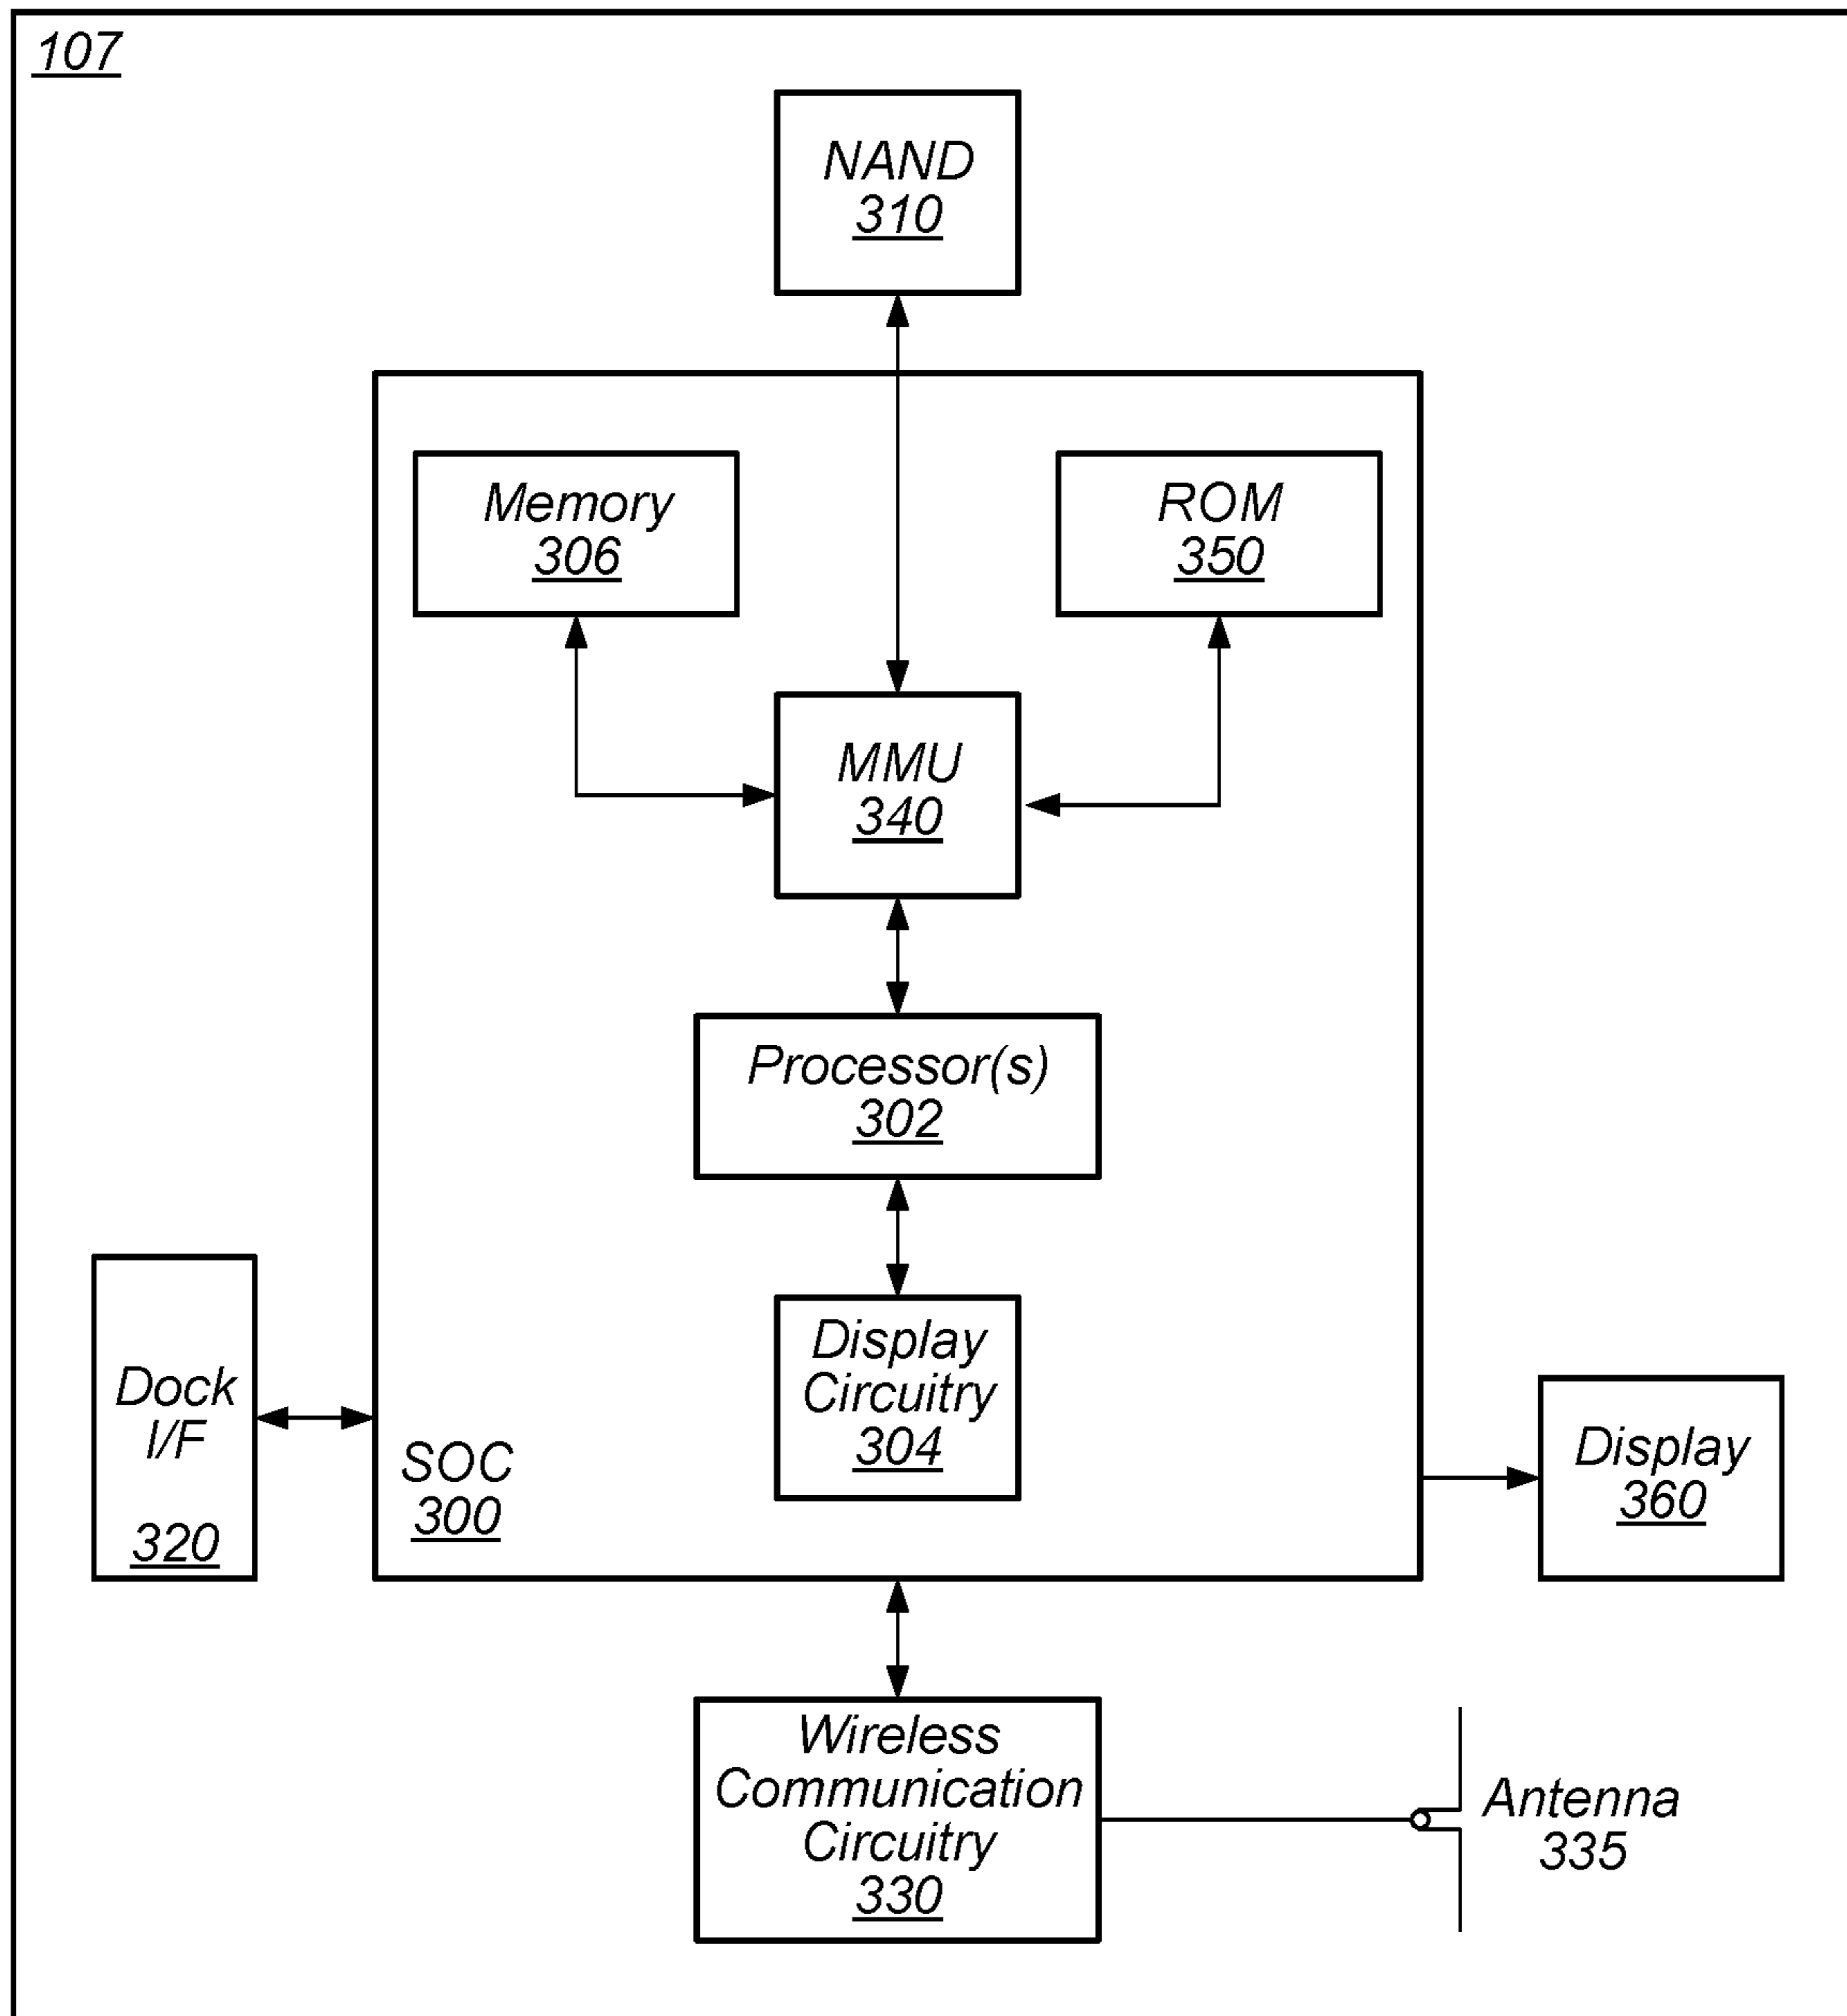 107
NAND
310
Memory
306
ROM
350
MMU
340
Processor(s)
302
Display
Circuitry
304
Dock
I/F
320
SOC
300
Display
360
Wireless
Communication
Circuitry
330
Antenna
335